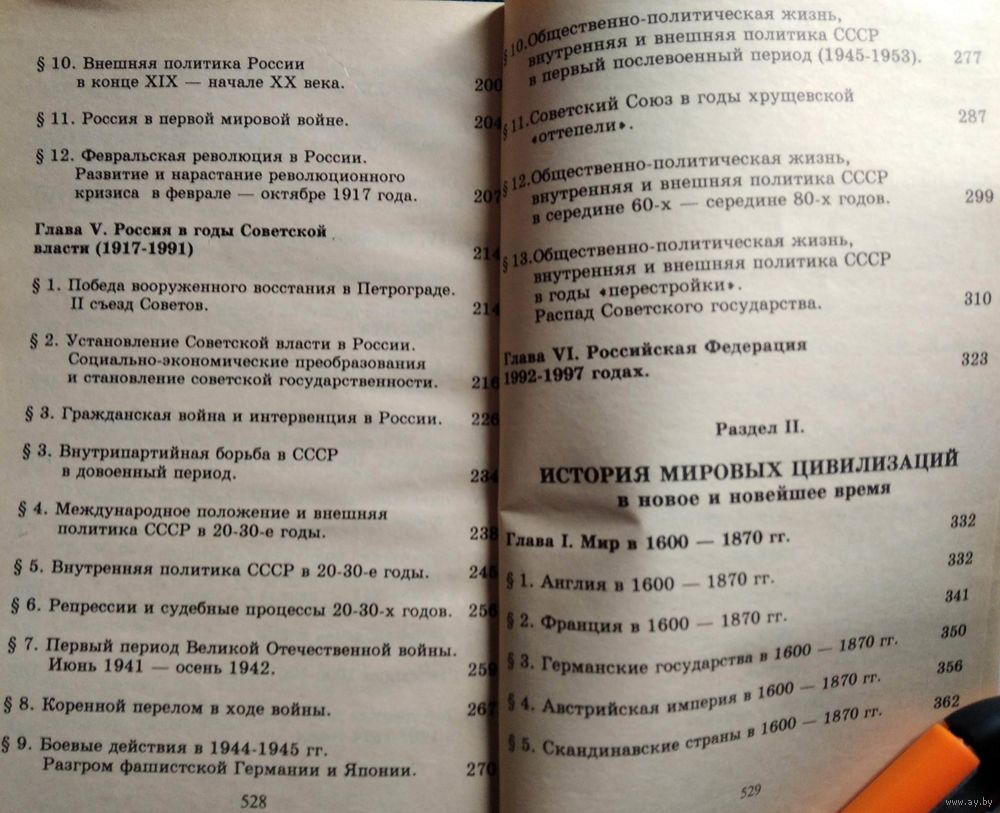 § 10. Внешняя политика России
в конце XIX — начале XX века. 200
§ 11. Россия в первой мировой войне. 204
§ 12. Февральская революция в России.
Развитие и нарастание революционного
кризиса в феврале — октябре 1917 года. 207
Глава V. Россия в годы Советской
власти (1917-1991) 214
§ 1. Победа вооруженного восстания в Петрограде.
II съезд Советов. 214
§ 2. Установление Советской власти в России.
Социально-экономические преобразования
и становление советской государственности. 216
§ 3. Гражданская война и интервенция в России. 226
§ 3. Внутрипартийная борьба в СССР
в довоенный период. 234
§ 4. Международное положение и внешняя
политика СССР в 20-30-е годы. 238
§ 5. Внутренняя политика СССР в 20-30-е годы. 245
§ 6. Репрессии и судебные процессы 20-30-х годов. 256
§ 7. Первый период Великой Отечественной войны.
Июнь 1941 — осень 1942. 259
§ 8. Коренной перелом в ходе войны. 267
§ 9. Боевые действия в 1944-1945 гг.
Разгром фашистской Германии и Японии. 270
528
§ 10. Общественно-политическая жизнь,
внутренняя и внешняя политика СССР
в первый послевоенный период (1945-1953). 277
§ 11. Советский Союз в годы хрущевской
«оттепели». 287
§ 12. Общественно-политическая жизнь,
внутренняя и внешняя политика СССР
в середине 60-х — середине 80-х годов. 299
§ 13. Общественно-политическая жизнь,
внутренняя и внешняя политика СССР
в годы «перестройки».
Распад Советского государства. 310
Глава VI. Российская Федерация
1992-1997 годах. 323
Раздел II.
ИСТОРИЯ МИРОВЫХ ЦИВИЛИЗАЦИЙ
в новое и новейшее время
Глава I. Мир в 1600 — 1870 гг. 332
§ 1. Англия в 1600 — 1870 гг. 332
§ 2. Франция в 1600 — 1870 гг. 341
§ 3. Германские государства в 1600 — 1870 гг. 350
§ 4. Австрийская империя в 1600 — 1870 гг. 356
§ 5. Скандинавские страны в 1600 — 1870 гг. 362
529
www.ay.by